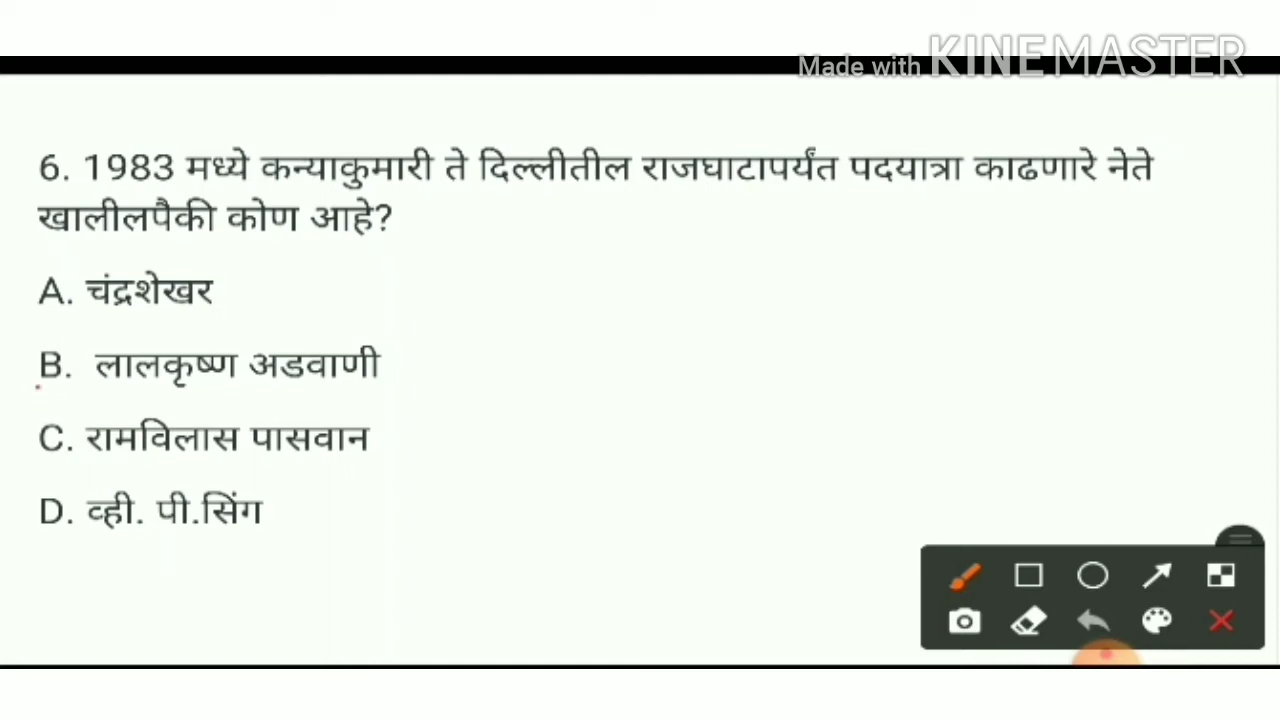 Made with KINEMASTER
6. 1983 मध्ये कन्याकुमारी ते दिल्लीतील राजघाटापर्यंत पदयात्रा काढणारे नेते
खालीलपैकी कोण आहे?
A. चंद्रशेखर
B. लालकृष्ण अडवाणी
C. रामविलास पासवान
D. व्ही. पी.सिंग